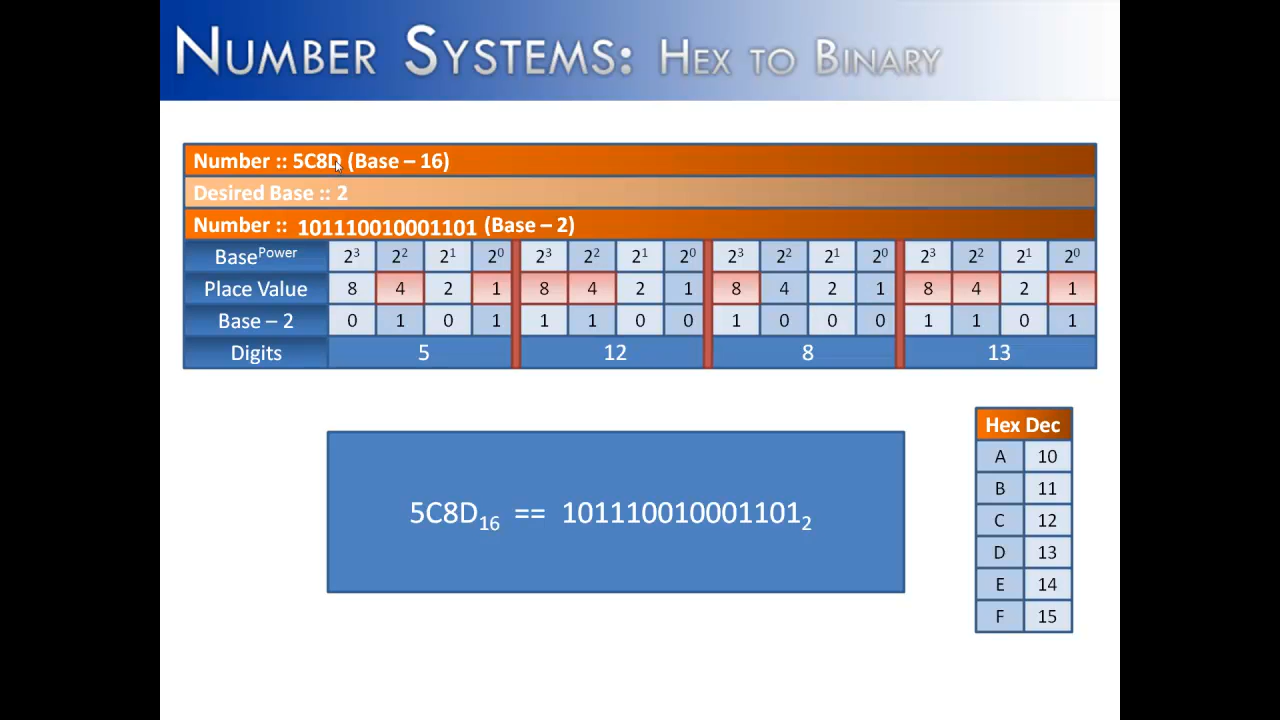 NUMBER SYSTEMS: HEX TO BINARY
Number :: 5C8D (Base – 16)
Desired Base :: 2
Number :: 101110010001101 (Base – 2)
Base^Power 2³ 2² 2¹ 2⁰ 2³ 2² 2¹ 2⁰ 2³ 2² 2¹ 2⁰ 2³ 2² 2¹ 2⁰
Place Value 8 4 2 1 8 4 2 1 8 4 2 1 8 4 2 1
Base – 2 0 1 0 1 1 1 0 0 1 0 0 0 1 1 0 1
Digits 5 12 8 13
5C8D₁₆ == 101110010001101₂
Hex Dec
A 10
B 11
C 12
D 13
E 14
F 15